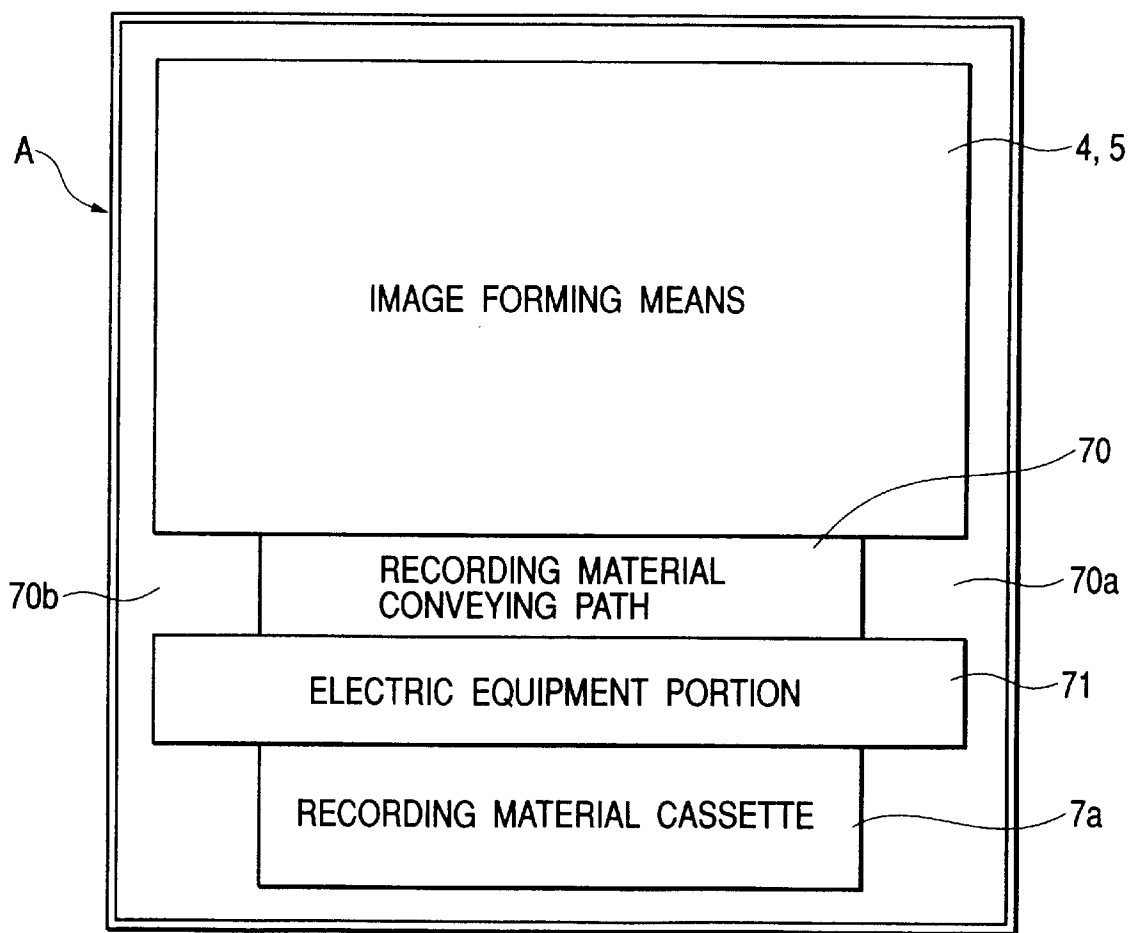 A
4, 5
IMAGE FORMING MEANS
70
RECORDING MATERIAL
CONVEYING PATH
70b
70a
ELECTRIC EQUIPMENT PORTION
71
RECORDING MATERIAL CASSETTE
7a